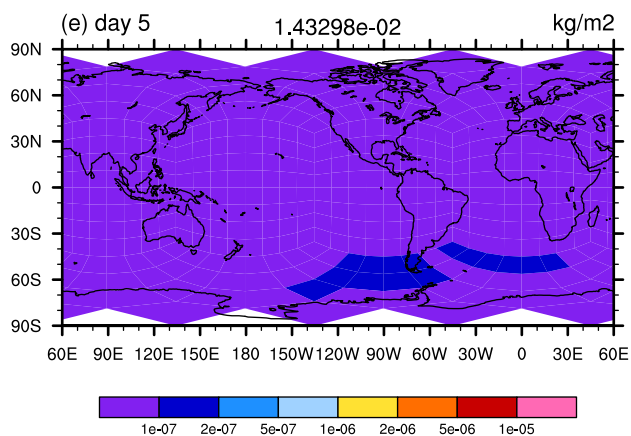 (e) day 5 1.43298e-02 kg/m2
90N
60N
30N
0
30S
60S
90S
60E 90E 120E 150E 180 150W 120W 90W 60W 30W 0 30E 60E
1e-07 2e-07 5e-07 1e-06 2e-06 5e-06 1e-05